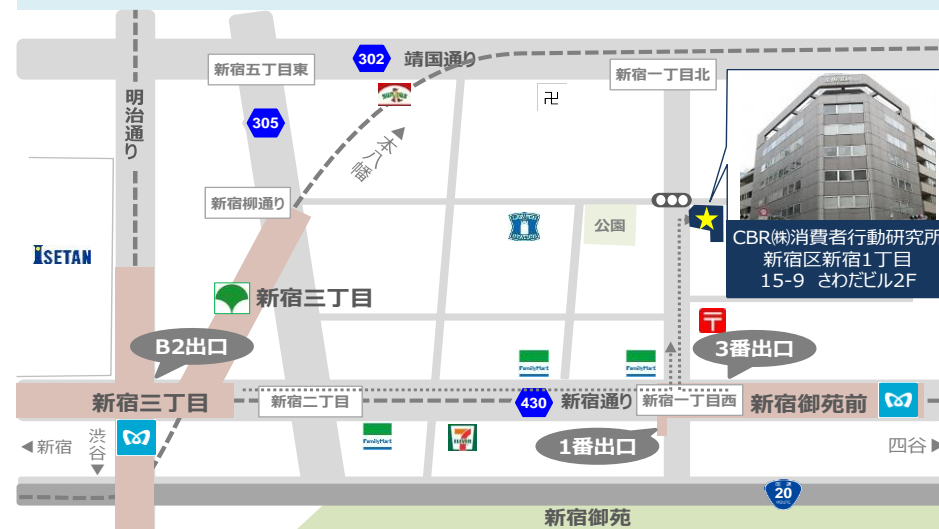 新宿五丁目東
302
靖国通り
新宿一丁目北
明治通り
305
卍
本八幡
新宿柳通り
公園
ISETAN
CBR㈱消費者行動研究所
新宿区新宿1丁目
15-9 さわだビル2F
新宿三丁目
〒
B2出口
FamilyMart
FamilyMart
3番出口
新宿三丁目
新宿二丁目
430
新宿通り
新宿一丁目西
新宿御苑前
新宿
渋谷
FamilyMart
7
ELEVEn
1番出口
四谷
20
新宿御苑